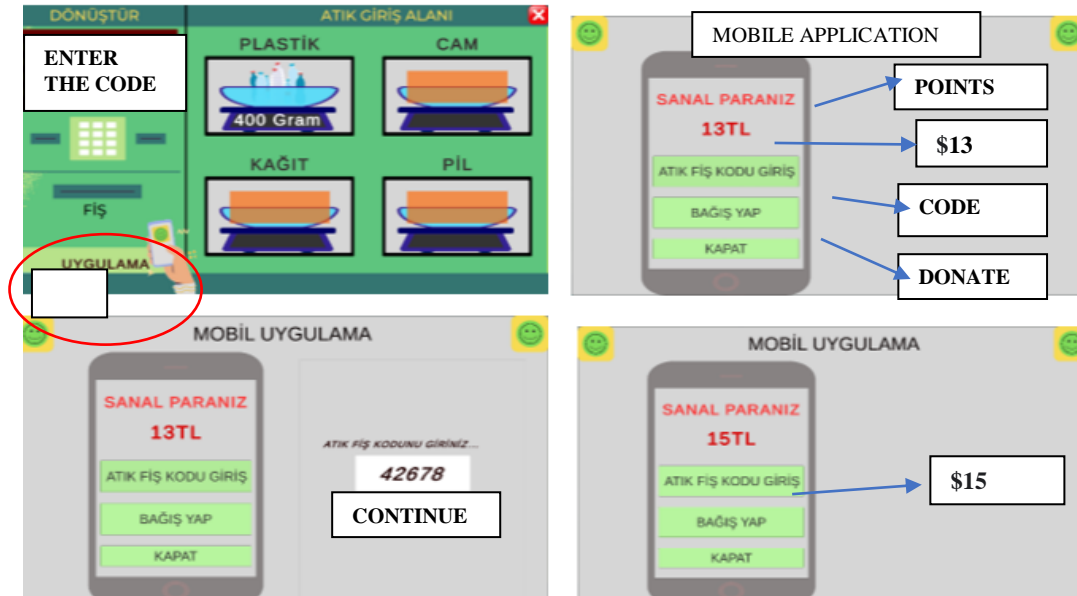 DÖNÜŞTÜR
ATIK GİRİŞ ALANI
X
ENTER
THE CODE
PLASTİK
CAM
400 Gram
KAĞIT
PİL
FİŞ
UYGULAMA
MOBILE APPLICATION
SANAL PARANIZ
13TL
ATIK FİŞ KODU GİRİŞ
BAĞIŞ YAP
KAPAT
POINTS
$13
CODE
DONATE
MOBİL UYGULAMA
SANAL PARANIZ
13TL
ATIK FİŞ KODU GİRİŞ
BAĞIŞ YAP
KAPAT
ATIK FİŞ KODUNU GİRİNİZ...
42678
CONTINUE
MOBİL UYGULAMA
SANAL PARANIZ
15TL
ATIK FİŞ KODU GİRİŞ
BAĞIŞ YAP
KAPAT
$15